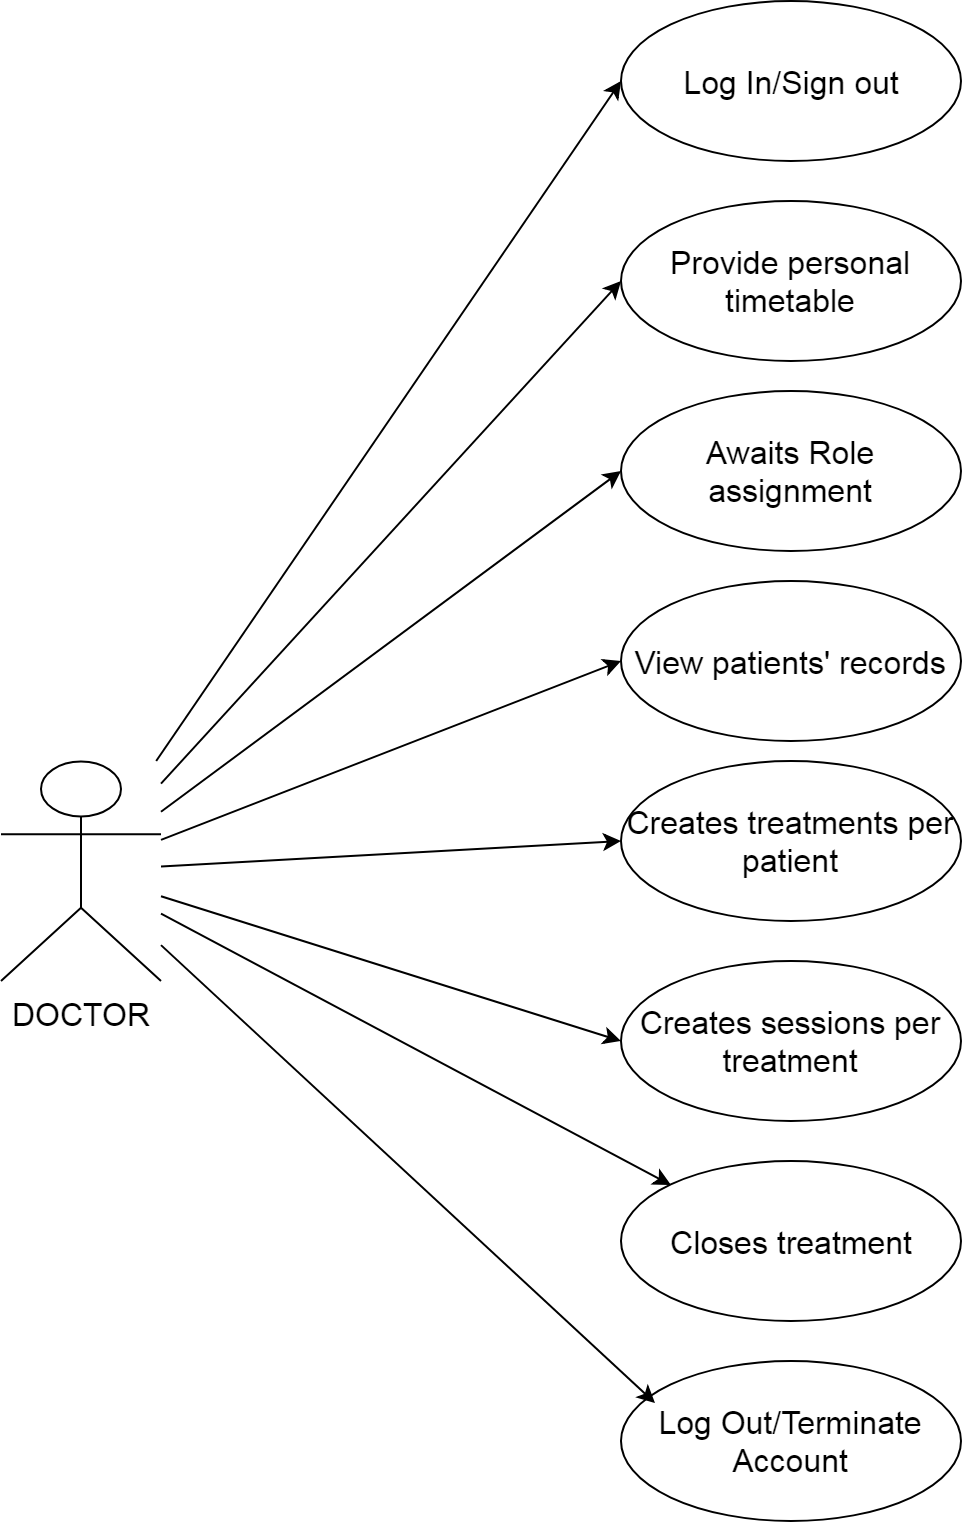 Log In/Sign out
Provide personal
timetable
Awaits Role
assignment
View patients' records
Creates treatments per
patient
DOCTOR
Creates sessions per
treatment
Closes treatment
Log Out/Terminate
Account